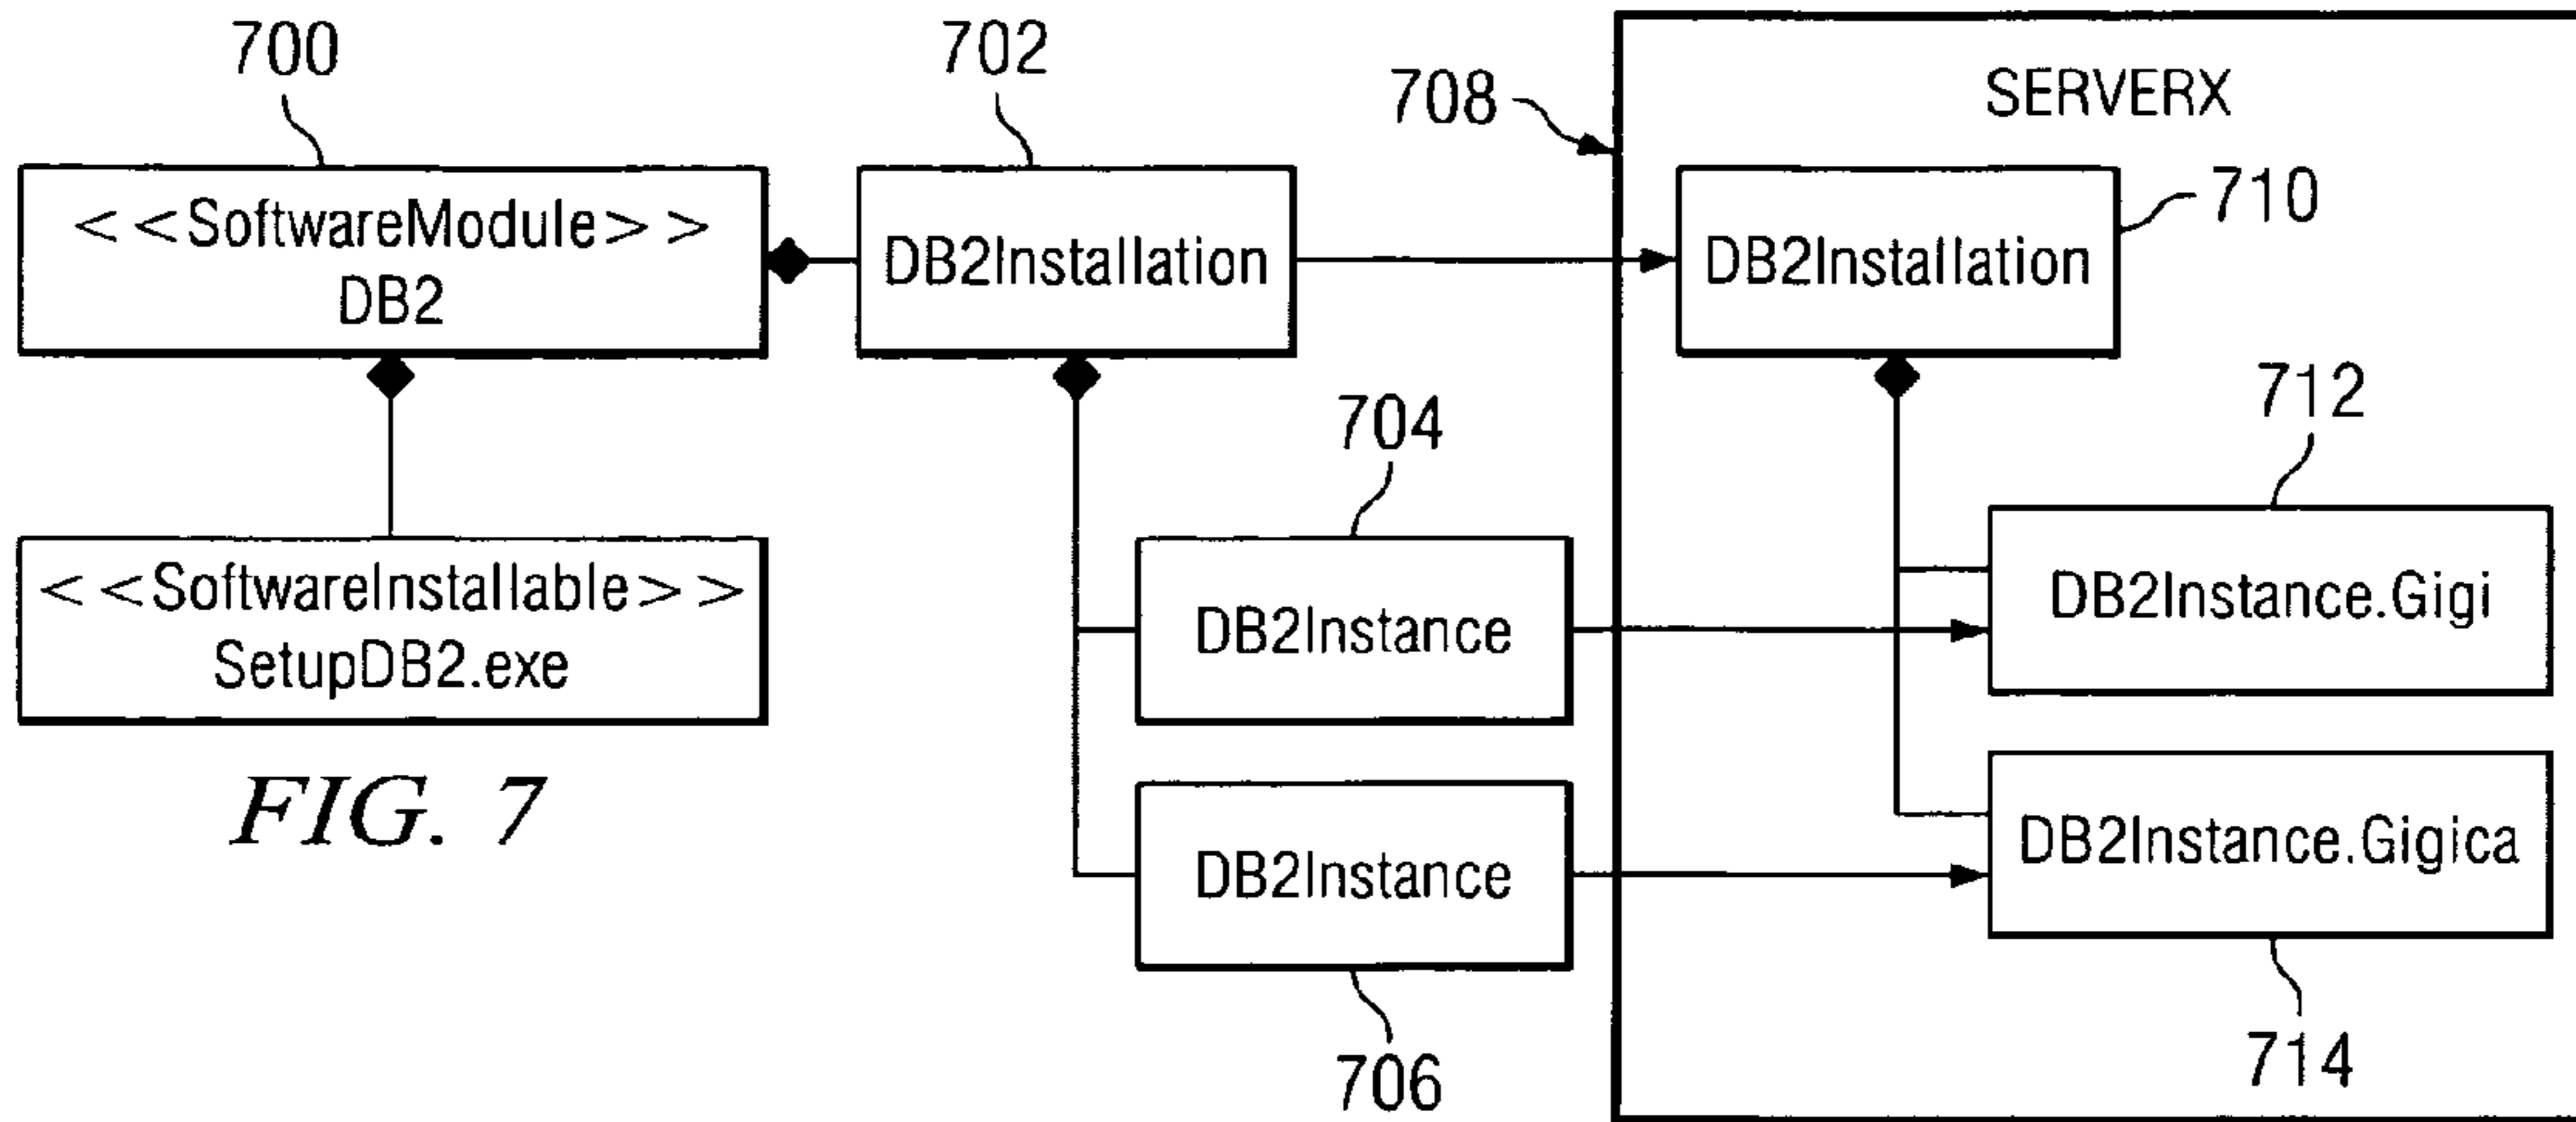 700
702
708
SERVERX
<<SoftwareModule>>
DB2
DB2Installation
DB2Installation
710
704
712
<<SoftwareInstallable>>
SetupDB2.exe
DB2Instance
DB2Instance.Gigi
FIG. 7
DB2Instance
DB2Instance.Gigica
706
714